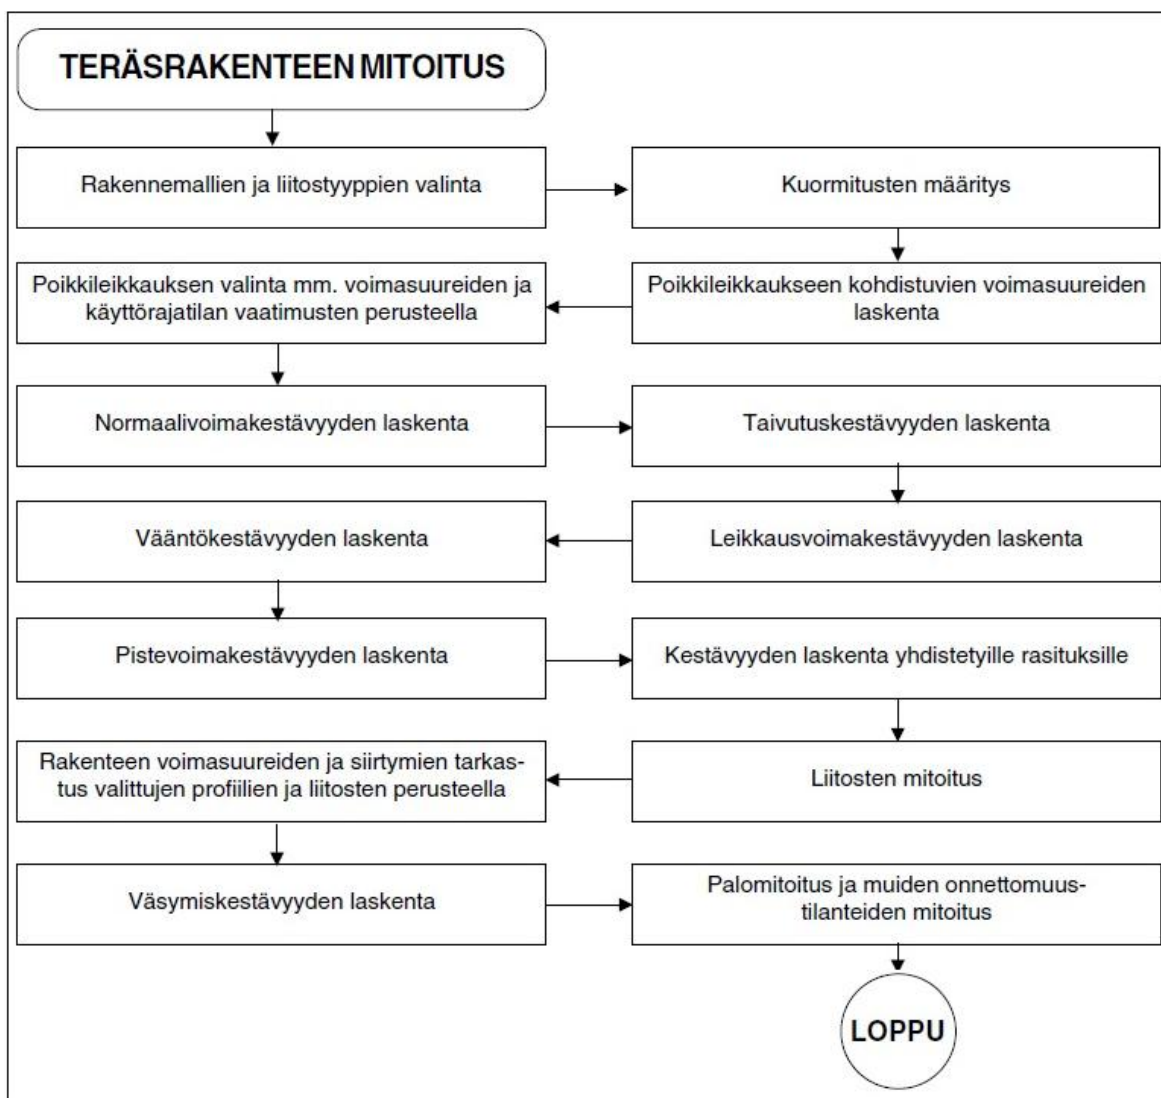 TERÄSRAKENTEEN MITOITUS
Rakennemallien ja liitostyyppien valinta
Kuormitusten määritys
Poikkileikkaukseen kohdistuvien voimasuureiden
laskenta
Poikkileikkauksen valinta mm. voimasuureiden ja
käyttörajatilan vaatimusten perusteella
Normaalivoimakestävyyden laskenta
Taivutuskestävyyden laskenta
Leikkausvoimakestävyyden laskenta
Vääntökestävyyden laskenta
Pistevoimakestävyyden laskenta
Kestävyyden laskenta yhdistetyille rasituksille
Liitosten mitoitus
Rakenteen voimasuureiden ja siirtymien tarkas-
tus valittujen profiilien ja liitosten perusteella
Väsymiskestävyyden laskenta
Palomitoitus ja muiden onnettomuus-
tilanteiden mitoitus
LOPPU